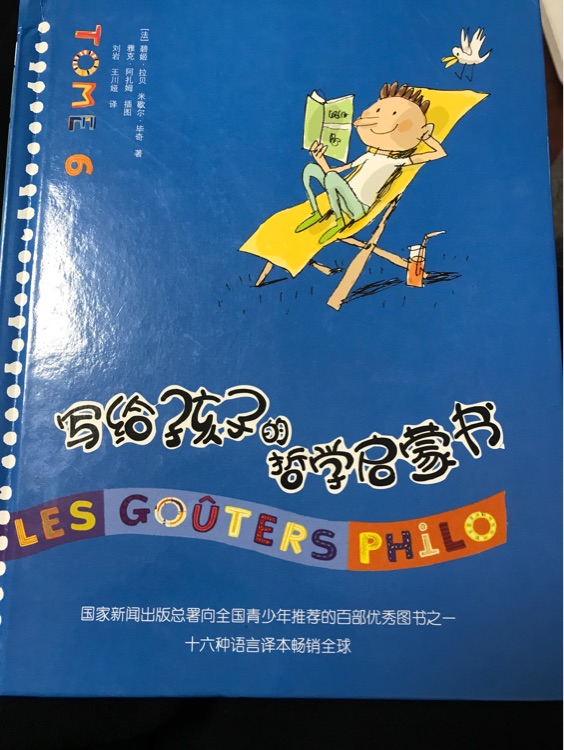 TOME 6
[法] 碧姬·拉贝 米歇尔·毕奇 著
雅克·阿扎姆 插图
刘岩 王川娅 译
写给孩子的
哲学启蒙书
LES GOÛTERS PHILO
国家新闻出版总署向全国青少年推荐的百部优秀图书之一
十六种语言译本畅销全球